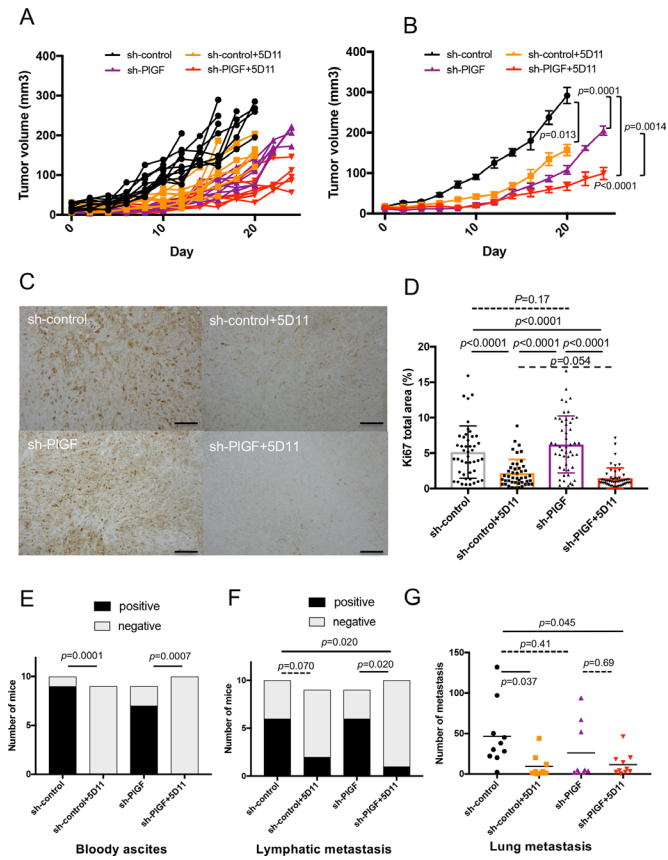 A
sh-control
sh-control+5D11
sh-PlGF
sh-PlGF+5D11
Tumor volume (mm3)
400
300
200
100
0
0
10
20
Day
B
sh-control
sh-control+5D11
sh-PlGF
sh-PlGF+5D11
Tumor volume (mm3)
400
300
200
100
0
0
10
20
Day
p=0.0001
p=0.013
p=0.0014
P<0.0001
C
sh-control
sh-control+5D11
sh-PlGF
sh-PlGF+5D11
D
P=0.17
p<0.0001
p<0.0001
p<0.0001
p<0.0001
p=0.054
Ki67 total area (%)
20
15
10
5
0
sh-control
sh-control+5D11
sh-PlGF
sh-PlGF+5D11
E
positive
negative
p=0.0001
p=0.0007
Number of mice
10
5
0
sh-control
sh-control+5D11
sh-PlGF
sh-PlGF+5D11
Bloody ascites
F
positive
negative
p=0.020
p=0.070
p=0.020
Number of mice
10
5
0
sh-control
sh-control+5D11
sh-PlGF
sh-PlGF+5D11
Lymphatic metastasis
G
p=0.045
p=0.41
p=0.69
p=0.037
Number of metastasis
150
100
50
0
sh-control
sh-control+5D11
sh-PlGF
sh-PlGF+5D11
Lung metastasis